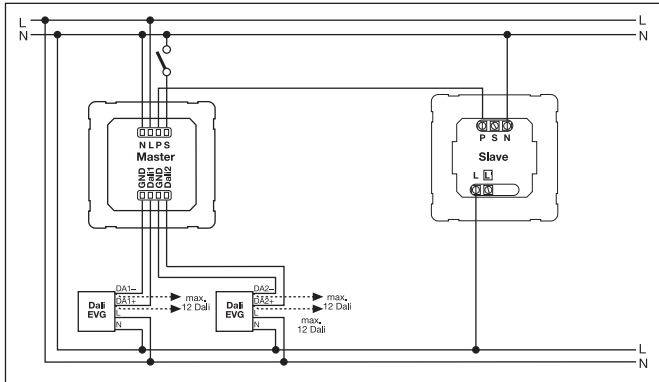 L L
N N
N L P S
Master
GND
Dali1
GND
Dali2
P S N
Slave
L L'
DA1–
DA1+
L
N
Dali
EVG
max.
12 Dali
DA2–
DA2+
L
N
Dali
EVG
max.
12 Dali
max.
12 Dali
L
N